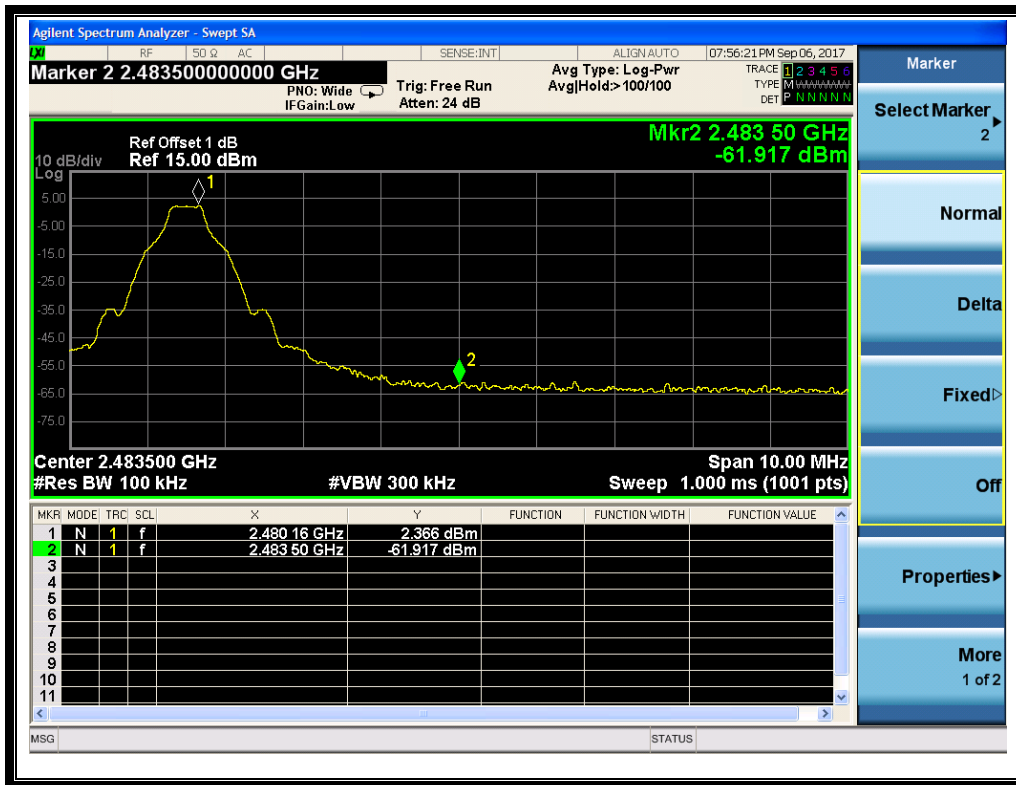 Agilent Spectrum Analyzer - Swept SA
LXI RF 50 Ω AC SENSE:INT ALIGN AUTO 07:56:21 PM Sep 06, 2017
Marker 2 2.483500000000 GHz
PNO: Wide
IFGain:Low
Trig: Free Run
Atten: 24 dB
Avg Type: Log-Pwr
Avg|Hold:>100/100
TRACE 1 2 3 4 5 6
TYPE M WWWWW
DET P N N N N N
Ref Offset 1 dB
10 dB/div Ref 15.00 dBm
Log
Mkr2 2.483 50 GHz
-61.917 dBm
5.00
-5.00
-15.0
-25.0
-35.0
-45.0
-55.0
-65.0
-75.0
1
2
Center 2.483500 GHz Span 10.00 MHz
#Res BW 100 kHz #VBW 300 kHz Sweep 1.000 ms (1001 pts)
MKR MODE TRC SCL X Y FUNCTION FUNCTION WIDTH FUNCTION VALUE
1 N 1 f 2.480 16 GHz 2.366 dBm
2 N 1 f 2.483 50 GHz -61.917 dBm
3
4
5
6
7
8
9
10
11
MSG STATUS
Marker
Select Marker
2
Normal
Delta
Fixed
Off
Properties
More
1 of 2